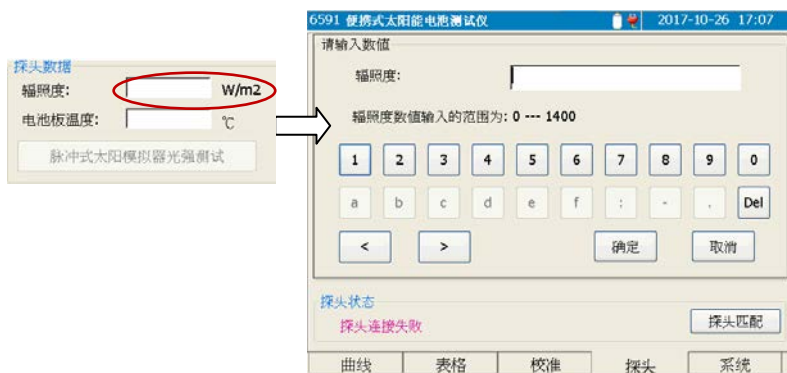 探头数据
辐照度: W/m2
电池板温度: ℃
脉冲式太阳模拟器光强测试
6591 便携式太阳能电池测试仪 2017-10-26 17:07
请输入数值
辐照度:
辐照度数值输入的范围为: 0 --- 1400
1 2 3 4 5 6 7 8 9 0
a b c d e f : - . Del
< > 确定 取消
探头状态
探头连接失败 探头匹配
曲线 表格 校准 探头 系统